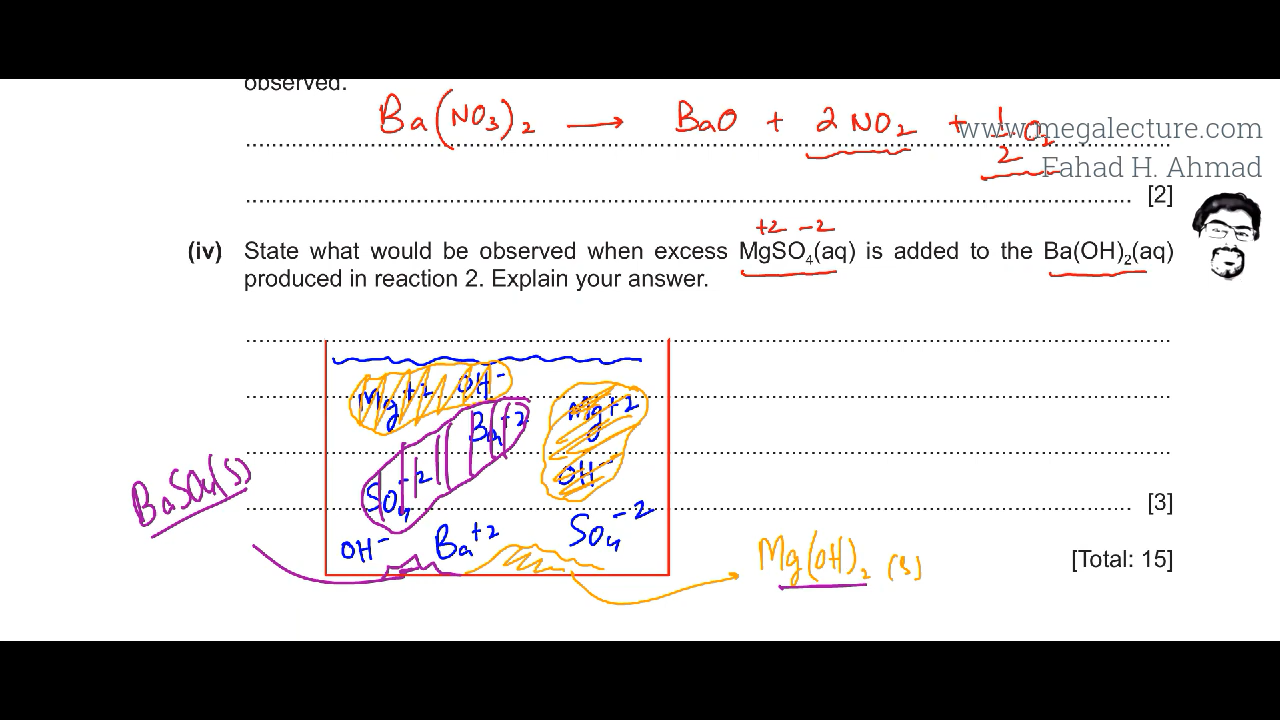 observed.
Ba(NO3)2 → BaO + 2 NO2 + 1/2 O2
www.megalecture.com
Fahad H. Ahmad
[2]
+2 -2
(iv) State what would be observed when excess MgSO4(aq) is added to the Ba(OH)2(aq)
produced in reaction 2. Explain your answer.
Mg+2 OH-
Mg+2
Ba+2
BaSO4(s)
SO4-2
OH-
[3]
OH- Ba+2 SO4-2
Mg(OH)2 (s)
[Total: 15]